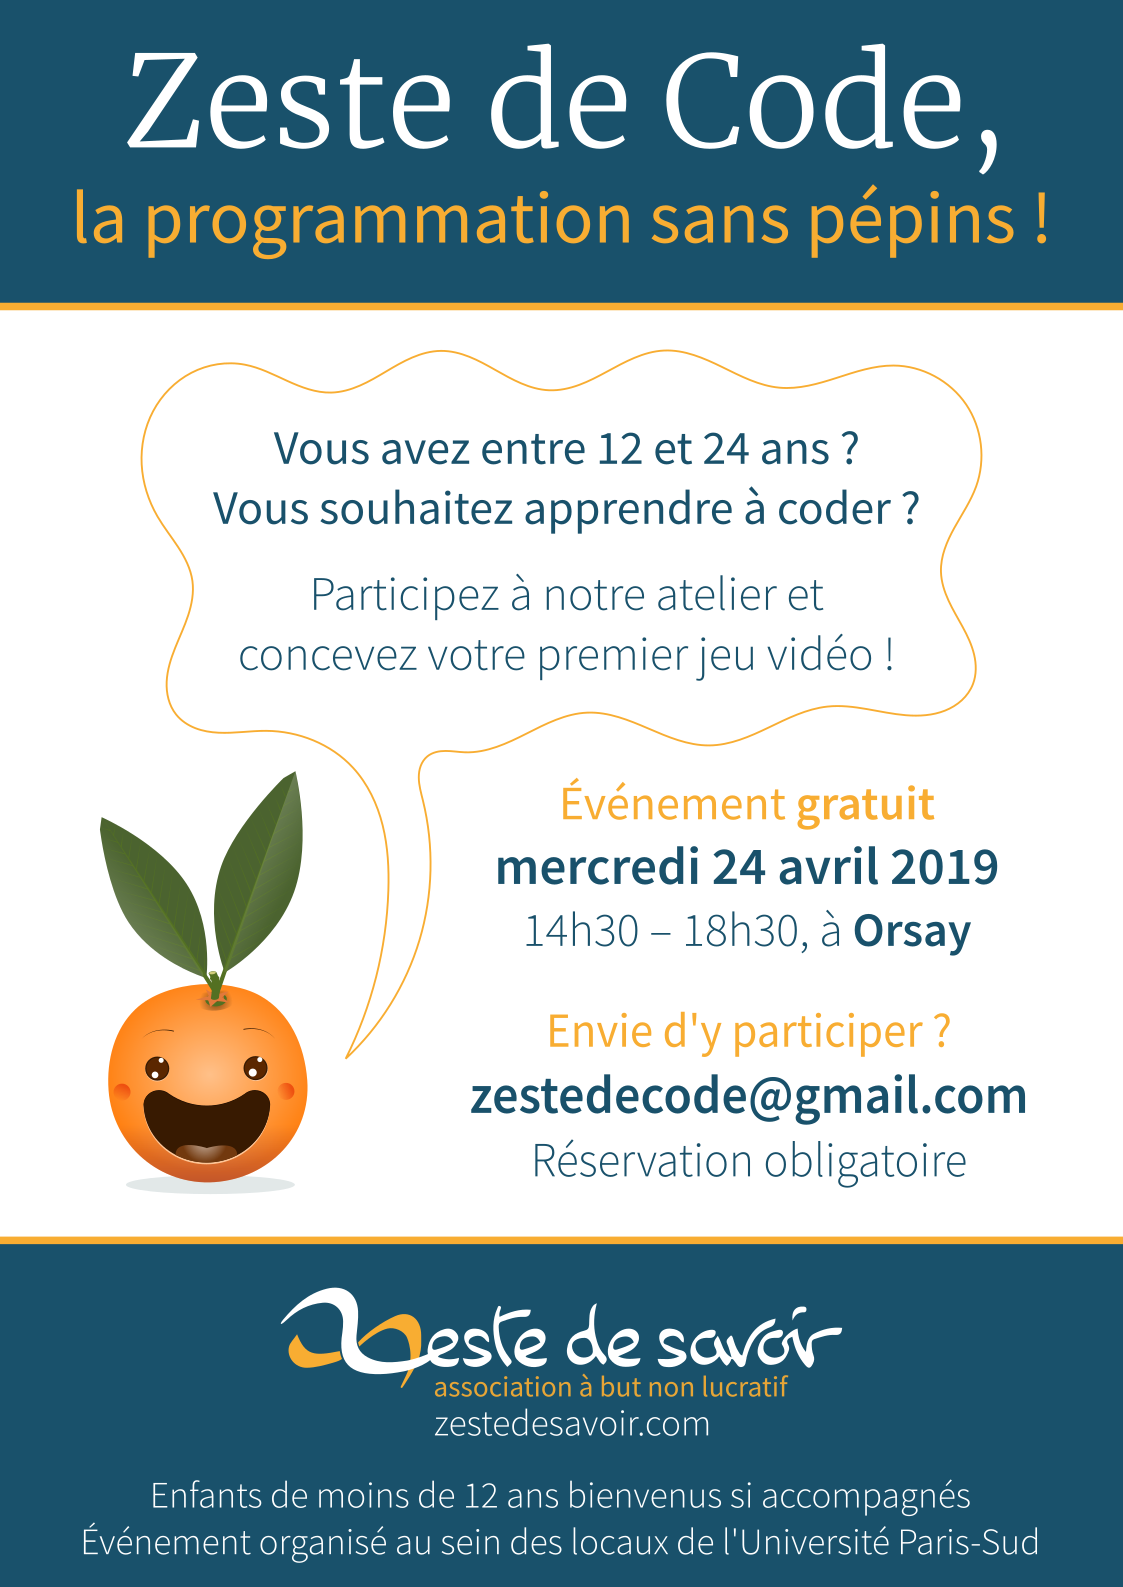 Zeste de Code,
la programmation sans pépins !
Vous avez entre 12 et 24 ans ?
Vous souhaitez apprendre à coder ?
Participez à notre atelier et
concevez votre premier jeu vidéo !
Événement gratuit
mercredi 24 avril 2019
14h30 – 18h30, à Orsay
Envie d'y participer ?
zestedecode@gmail.com
Réservation obligatoire
Zeste de savoir
association à but non lucratif
zestedesavoir.com
Enfants de moins de 12 ans bienvenus si accompagnés
Événement organisé au sein des locaux de l'Université Paris-Sud